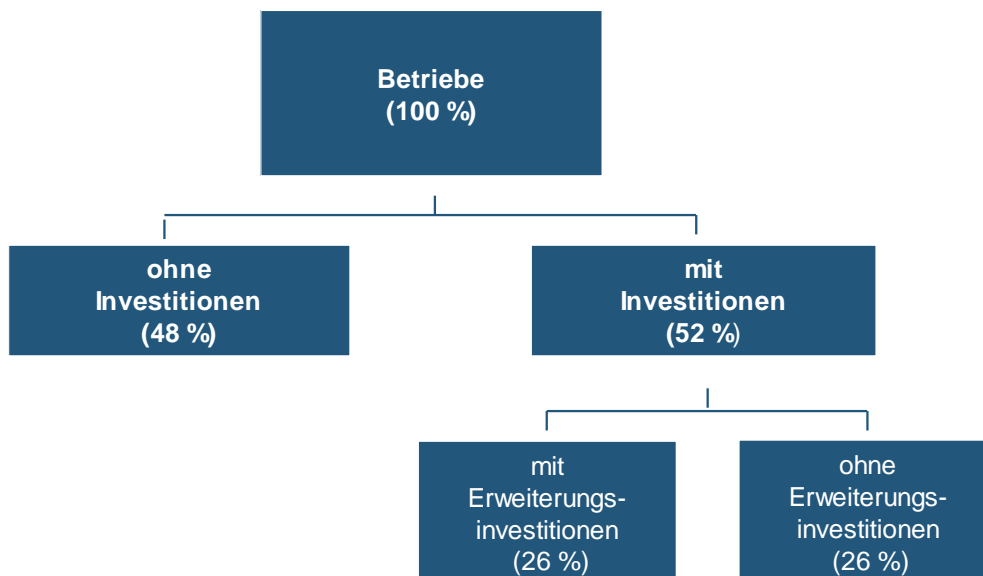 Betriebe
(100 %)
ohne
Investitionen
(48 %)
mit
Investitionen
(52 %)
mit
Erweiterungs-
investitionen
(26 %)
ohne
Erweiterungs-
investitionen
(26 %)